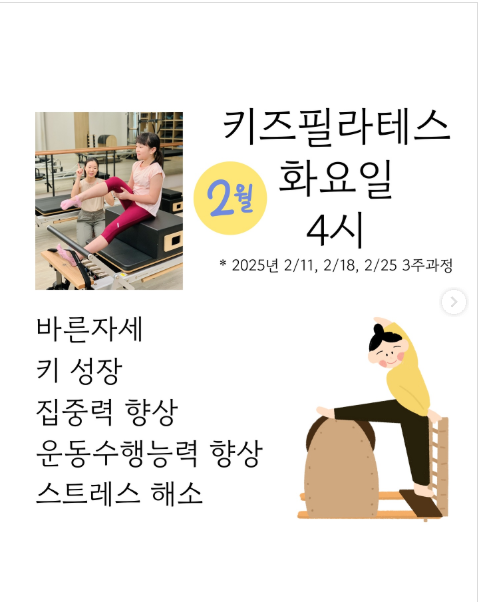 키즈필라테스
2월
화요일
4시
* 2025년 2/11, 2/18, 2/25 3주과정
바른자세
키 성장
집중력 향상
운동수행능력 향상
스트레스 해소